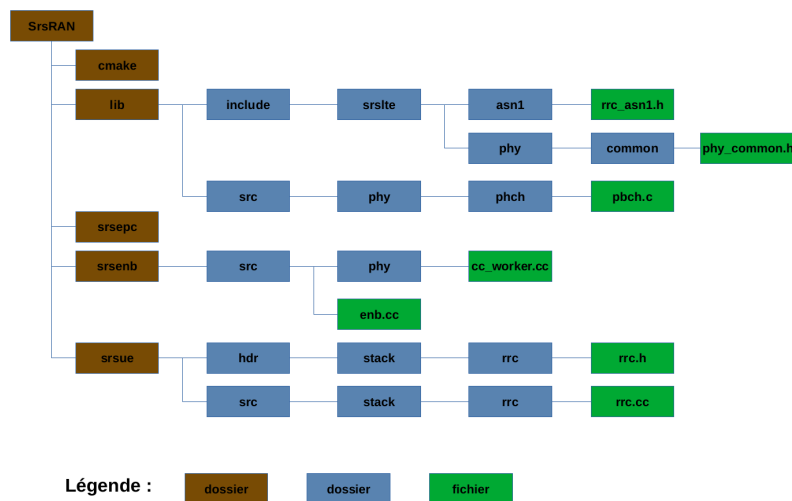 SrsRAN
cmake
lib include srslte asn1 rrc_asn1.h
phy common phy_common.h
src phy phch pbch.c
srsepc
srsenb src phy cc_worker.cc
enb.cc
srsue hdr stack rrc rrc.h
src stack rrc rrc.cc
Légende : dossier dossier fichier